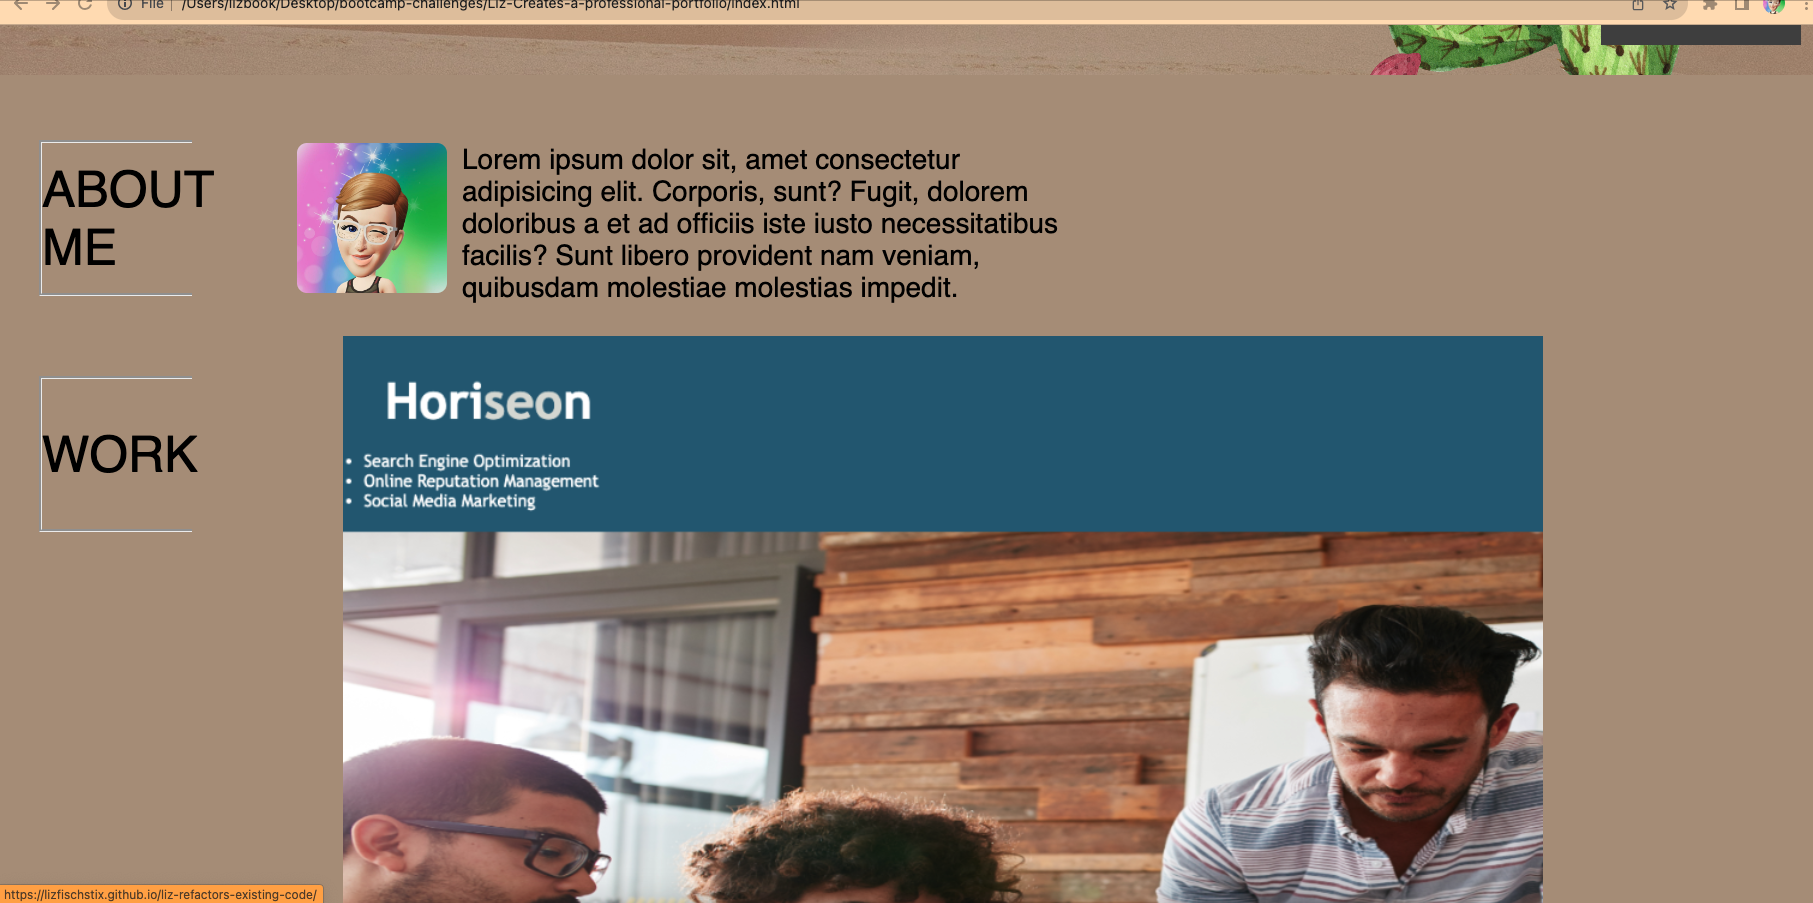 File | /Users/lizbook/Desktop/bootcamp-challenges/Liz-Creates-a-professional-portfolio/index.html
ABOUT
ME
Lorem ipsum dolor sit, amet consectetur
adipisicing elit. Corporis, sunt? Fugit, dolorem
doloribus a et ad officiis iste iusto necessitatibus
facilis? Sunt libero provident nam veniam,
quibusdam molestiae molestias impedit.
WORK
Horiseon
• Search Engine Optimization
• Online Reputation Management
• Social Media Marketing
https://lizfischstix.github.io/liz-refactors-existing-code/